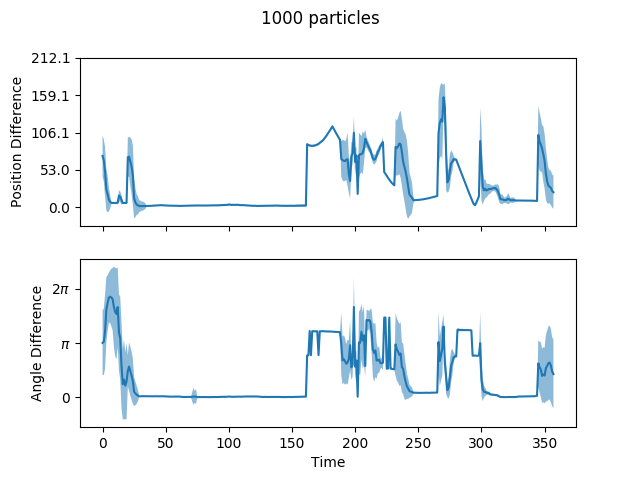 1000 particles
212.1
159.1
106.1
53.0
0.0
Position Difference
2π
π
0
Angle Difference
0 50 100 150 200 250 300 350
Time